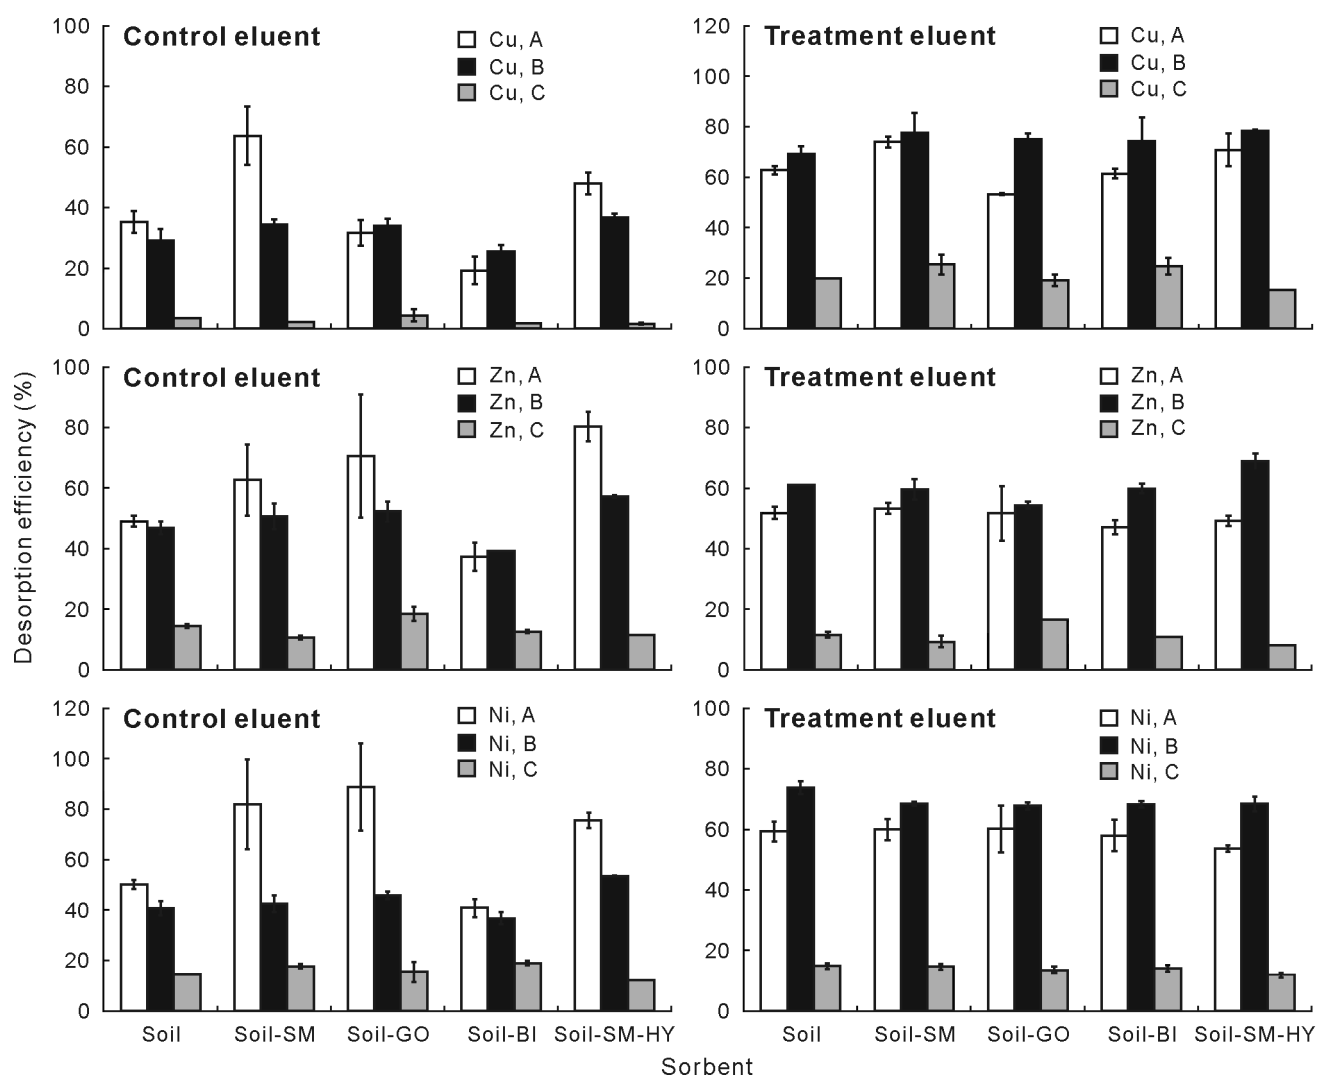 Desorption efficiency (%)
Control eluent
Cu, A
Cu, B
Cu, C
100
80
60
40
20
0
Treatment eluent
Cu, A
Cu, B
Cu, C
120
100
80
60
40
20
0
Control eluent
Zn, A
Zn, B
Zn, C
100
80
60
40
20
0
Treatment eluent
Zn, A
Zn, B
Zn, C
100
80
60
40
20
0
Control eluent
Ni, A
Ni, B
Ni, C
120
100
80
60
40
20
0
Soil Soil-SM Soil-GO Soil-BI Soil-SM-HY
Treatment eluent
Ni, A
Ni, B
Ni, C
100
80
60
40
20
0
Soil Soil-SM Soil-GO Soil-BI Soil-SM-HY
Sorbent